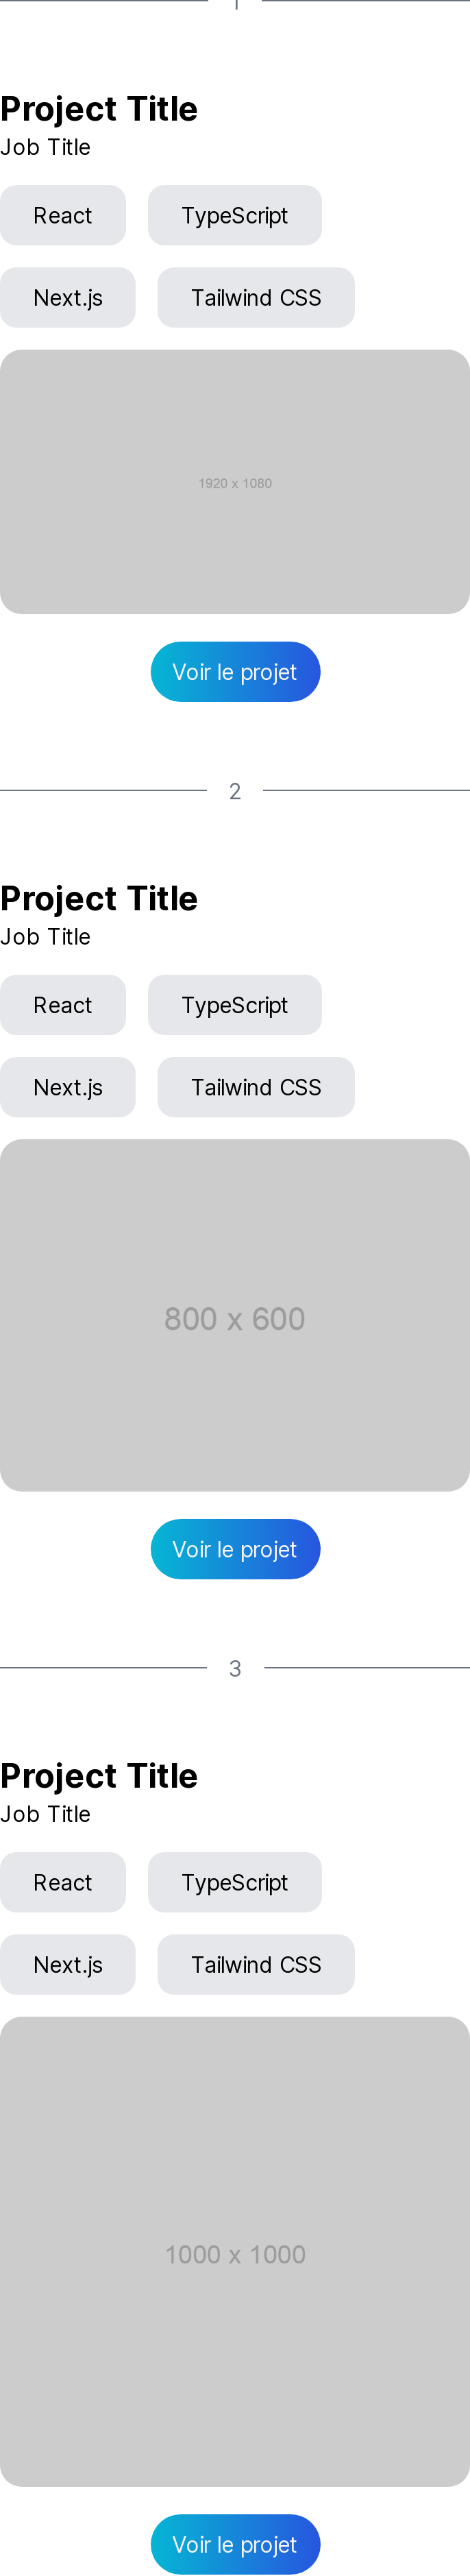 1
Project Title
Job Title
React TypeScript
Next.js Tailwind CSS
1920 x 1080
Voir le projet
2
Project Title
Job Title
React TypeScript
Next.js Tailwind CSS
800 x 600
Voir le projet
3
Project Title
Job Title
React TypeScript
Next.js Tailwind CSS
1000 x 1000
Voir le projet